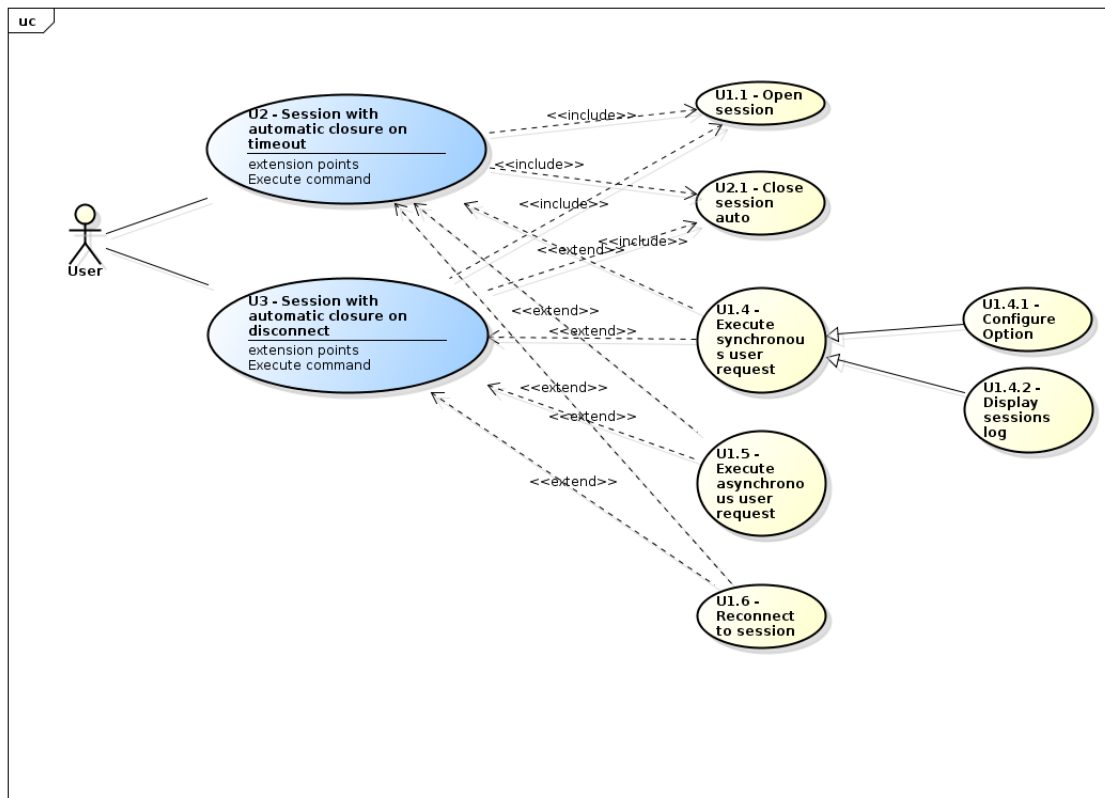 uc
U2 - Session with
automatic closure on
timeout
extension points
Execute command
U1.1 - Open
session
<<include>>
<<include>>
U2.1 - Close
session
auto
<<include>>
<<include>>
<<extend>>
User
U3 - Session with
automatic closure on
disconnect
extension points
Execute command
<<extend>>
<<extend>>
U1.4 -
Execute
synchronou
s user
request
U1.4.1 -
Configure
Option
U1.4.2 -
Display
sessions
log
<<extend>>
<<extend>>
<<extend>>
U1.5 -
Execute
asynchrono
us user
request
U1.6 -
Reconnect
to session